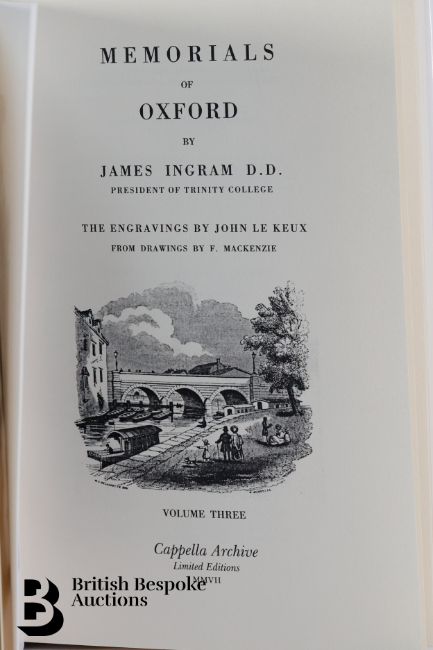 MEMORIALS
OF
OXFORD
BY
JAMES INGRAM D.D.
PRESIDENT OF TRINITY COLLEGE
THE ENGRAVINGS BY JOHN LE KEUX
FROM DRAWINGS BY F. MACKENZIE
VOLUME THREE
Cappella Archive
Limited Editions
MMVII
British Bespoke
Auctions